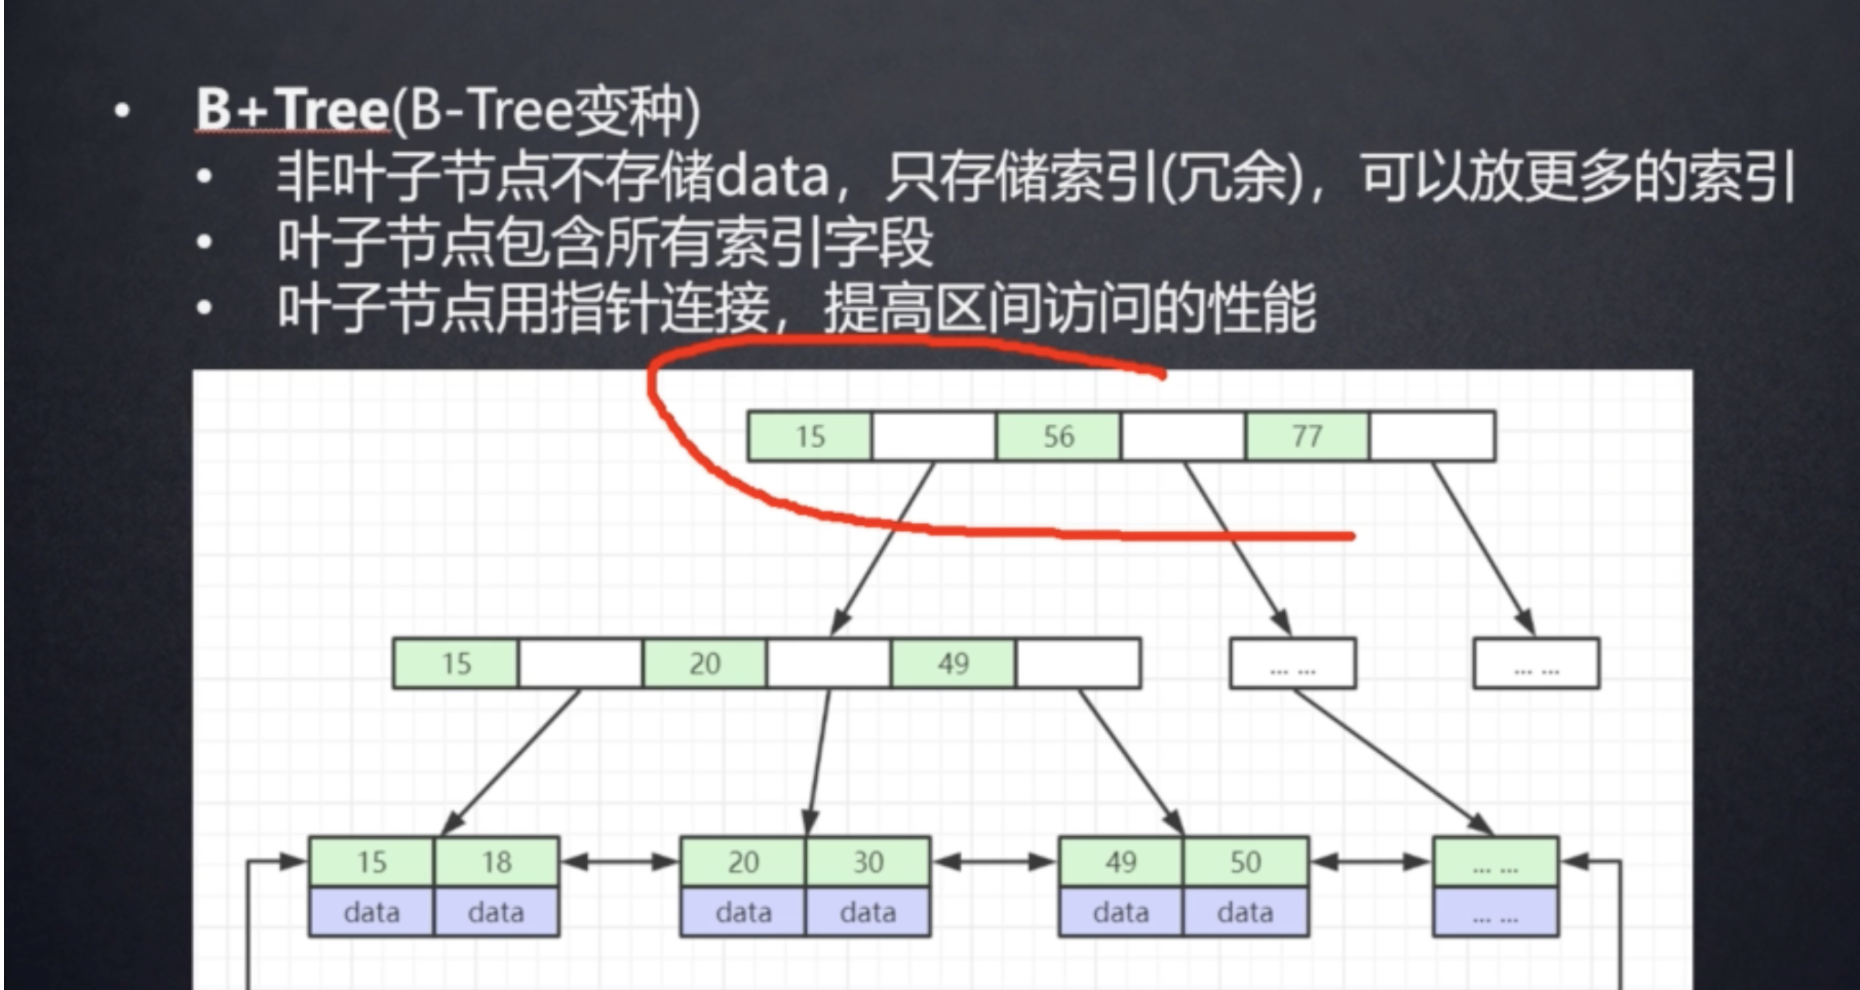 B+Tree(B-Tree变种)
非叶子节点不存储data，只存储索引(冗余)，可以放更多的索引
叶子节点包含所有索引字段
叶子节点用指针连接，提高区间访问的性能
15 56 77
15 20 49 ... ... ... ...
15 18 20 30 49 50 ... ...
data data data data data data ... ...